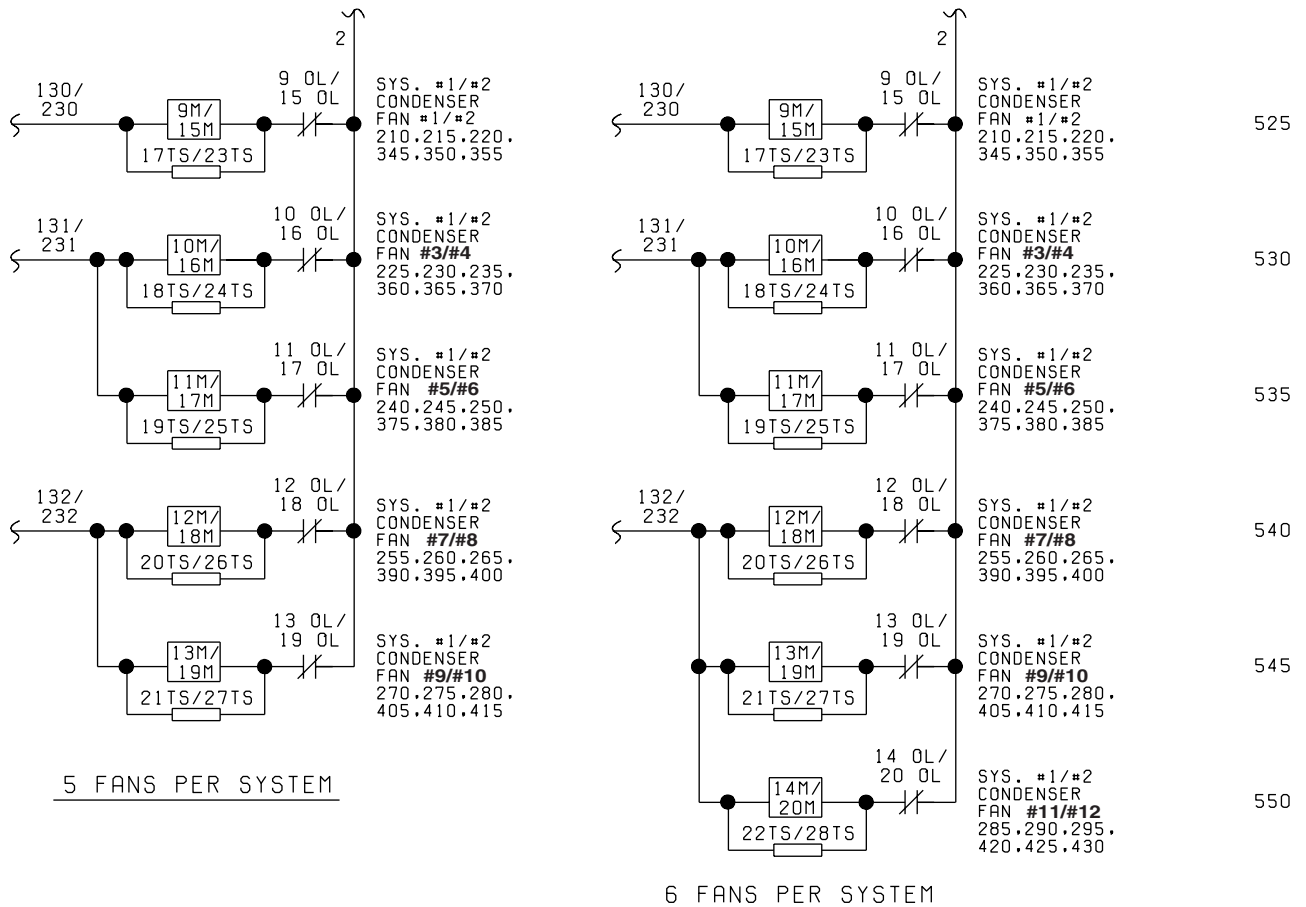 2
130/
230
9M/
15M
17TS/23TS
9 OL/
15 OL
SYS. #1/#2
CONDENSER
FAN #1/#2
210,215,220,
345,350,355
131/
231
10M/
16M
18TS/24TS
10 OL/
16 OL
SYS. #1/#2
CONDENSER
FAN #3/#4
225,230,235,
360,365,370
11M/
17M
19TS/25TS
11 OL/
17 OL
SYS. #1/#2
CONDENSER
FAN #5/#6
240,245,250,
375,380,385
132/
232
12M/
18M
20TS/26TS
12 OL/
18 OL
SYS. #1/#2
CONDENSER
FAN #7/#8
255,260,265,
390,395,400
13M/
19M
21TS/27TS
13 OL/
19 OL
SYS. #1/#2
CONDENSER
FAN #9/#10
270,275,280,
405,410,415
5 FANS PER SYSTEM
2
130/
230
9M/
15M
17TS/23TS
9 OL/
15 OL
SYS. #1/#2
CONDENSER
FAN #1/#2
210,215,220,
345,350,355
525
131/
231
10M/
16M
18TS/24TS
10 OL/
16 OL
SYS. #1/#2
CONDENSER
FAN #3/#4
225,230,235,
360,365,370
530
11M/
17M
19TS/25TS
11 OL/
17 OL
SYS. #1/#2
CONDENSER
FAN #5/#6
240,245,250,
375,380,385
535
132/
232
12M/
18M
20TS/26TS
12 OL/
18 OL
SYS. #1/#2
CONDENSER
FAN #7/#8
255,260,265,
390,395,400
540
13M/
19M
21TS/27TS
13 OL/
19 OL
SYS. #1/#2
CONDENSER
FAN #9/#10
270,275,280,
405,410,415
545
14M/
20M
22TS/28TS
14 OL/
20 OL
SYS. #1/#2
CONDENSER
FAN #11/#12
285,290,295,
420,425,430
550
6 FANS PER SYSTEM